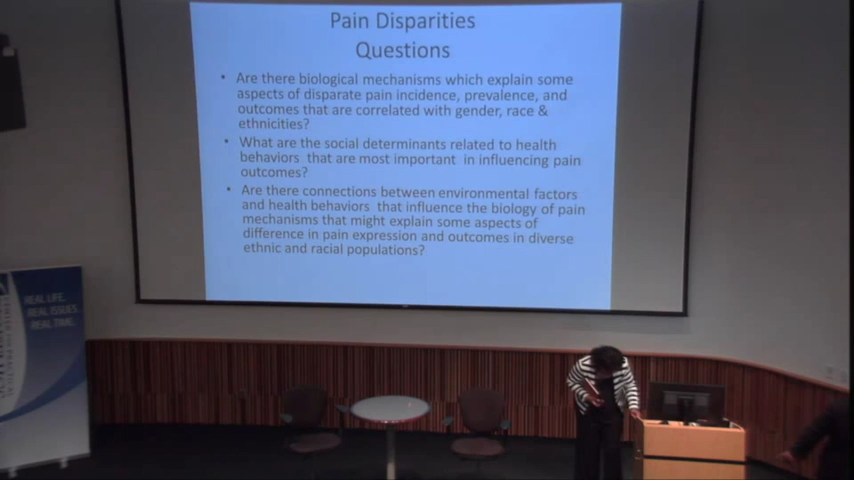 Pain Disparities
Questions
• Are there biological mechanisms which explain some
aspects of disparate pain incidence, prevalence, and
outcomes that are correlated with gender, race &
ethnicities?
• What are the social determinants related to health
behaviors that are most important in influencing pain
outcomes?
• Are there connections between environmental factors
and health behaviors that influence the biology of pain
mechanisms that might explain some aspects of
difference in pain expression and outcomes in diverse
ethnic and racial populations?
REAL LIFE.
REAL ISSUES.
REAL TIME.